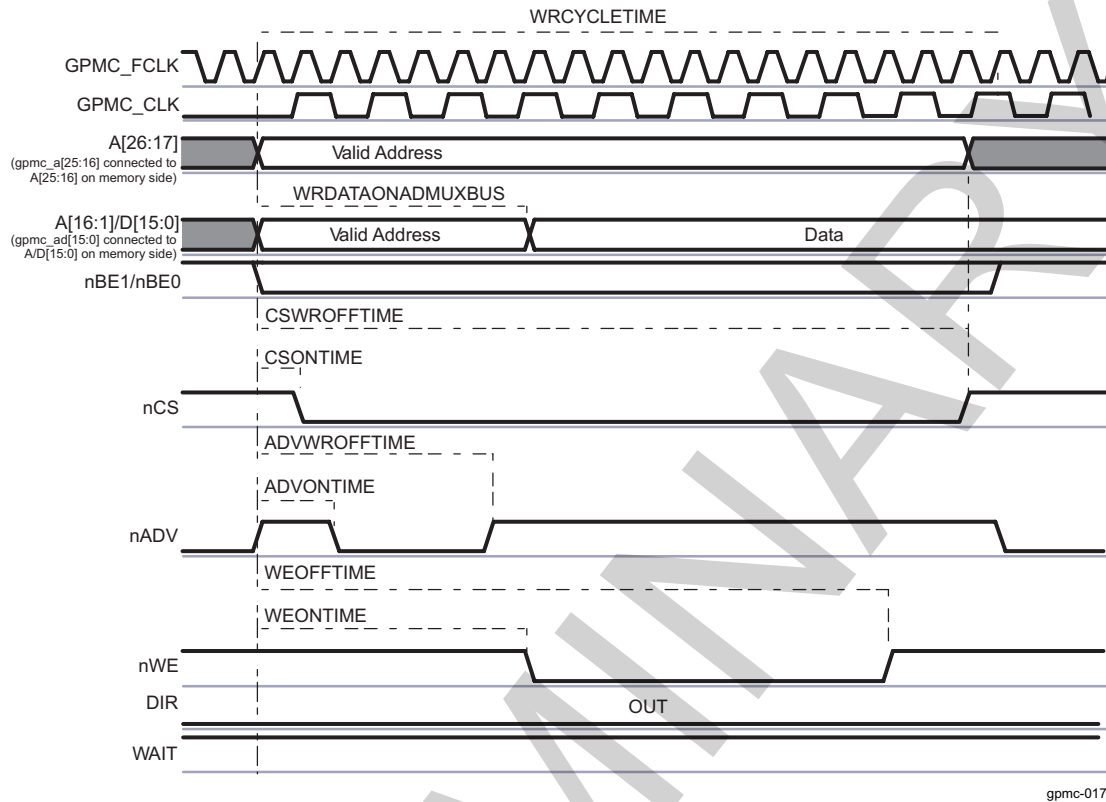 WRCYCLETIME
GPMC_FCLK
GPMC_CLK
A[26:17]
(gpmc_a[25:16] connected to
A[25:16] on memory side)
Valid Address
WRDATAONADMUXBUS
A[16:1]/D[15:0]
(gpmc_ad[15:0] connected to
A/D[15:0] on memory side)
Valid Address
Data
nBE1/nBE0
CSWROFFTIME
CSONTIME
nCS
ADVWROFFTIME
ADVONTIME
nADV
WEOFFTIME
WEONTIME
nWE
DIR
OUT
WAIT
gpmc-017
MINARY